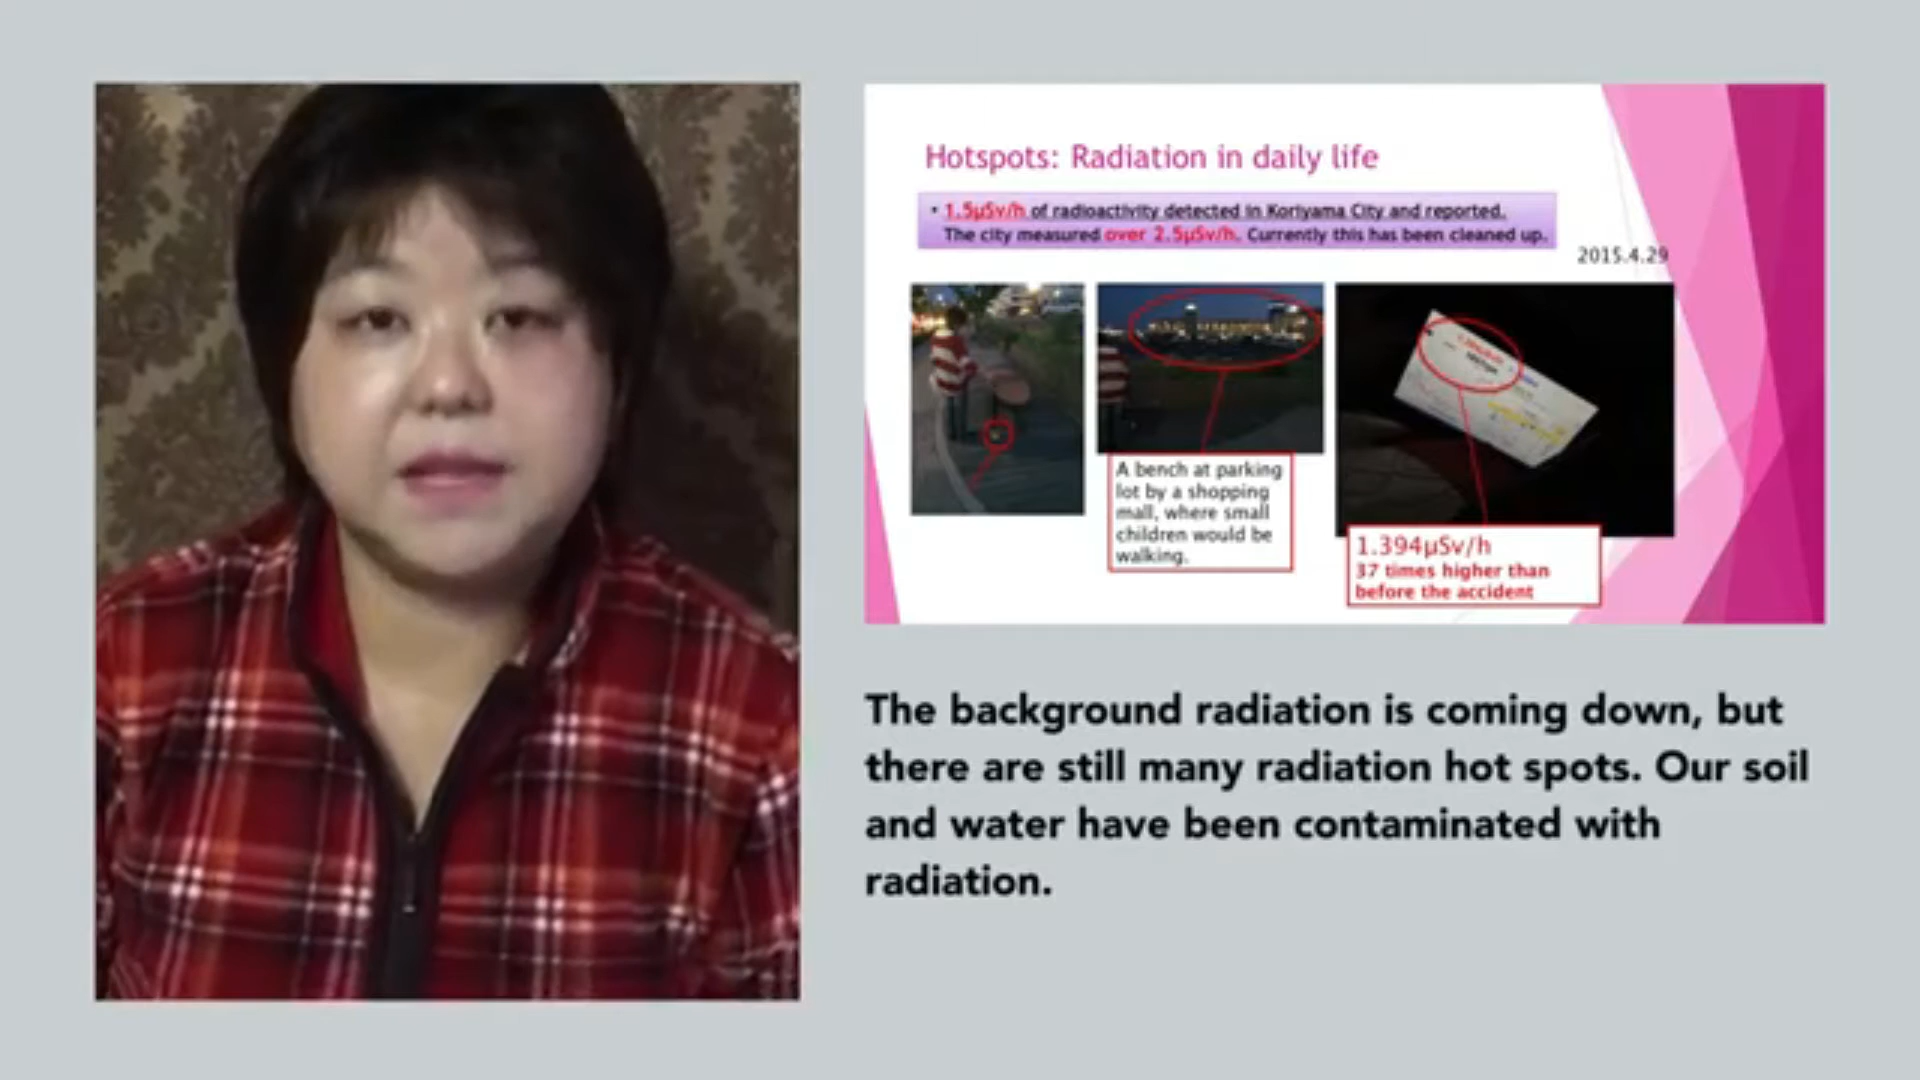 Hotspots: Radiation in daily life
• 1.5μSv/h of radioactivity detected in Koriyama City and reported.
The city measured over 2.5μSv/h. Currently this has been cleaned up.
2015.4.29
A bench at parking
lot by a shopping
mall, where small
children would be
walking.
1.394μSv/h
37 times higher than
before the accident
The background radiation is coming down, but
there are still many radiation hot spots. Our soil
and water have been contaminated with
radiation.